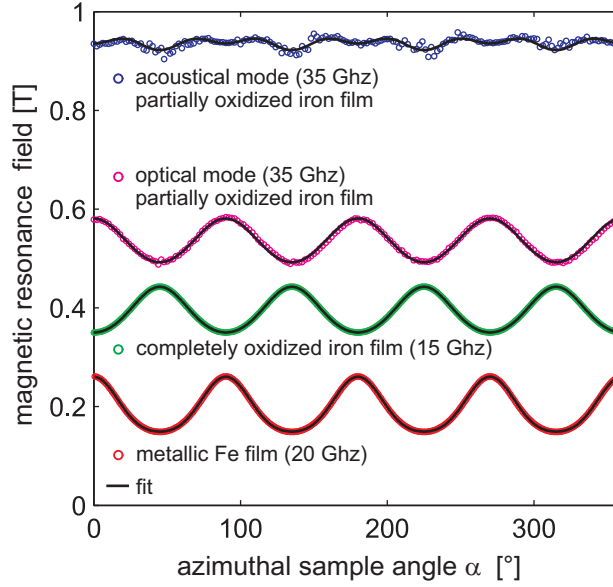 1
0.8
0.6
0.4
0.2
0
magnetic resonance field [T]
acoustical mode (35 Ghz)
partially oxidized iron film
optical mode (35 Ghz)
partially oxidized iron film
completely oxidized iron film (15 Ghz)
metallic Fe film (20 Ghz)
fit
0 100 200 300
azimuthal sample angle α [°]